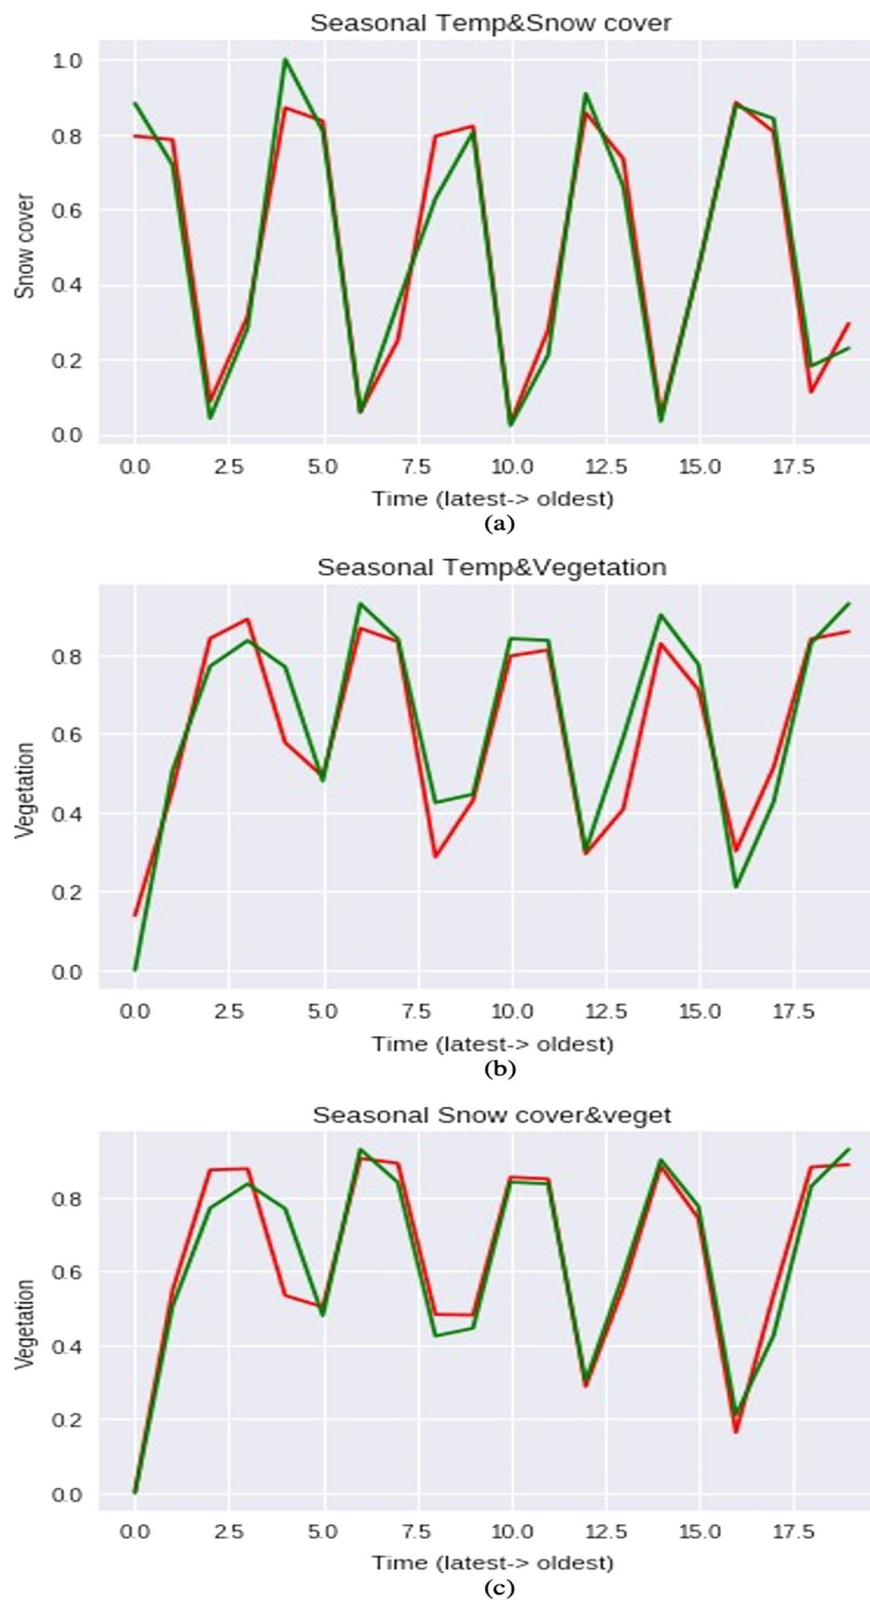 Seasonal Temp&Snow cover
Snow cover
1.0
0.8
0.6
0.4
0.2
0.0
0.0 2.5 5.0 7.5 10.0 12.5 15.0 17.5
Time (latest-> oldest)
(a)
Seasonal Temp&Vegetation
Vegetation
0.8
0.6
0.4
0.2
0.0
0.0 2.5 5.0 7.5 10.0 12.5 15.0 17.5
Time (latest-> oldest)
(b)
Seasonal Snow cover&veget
Vegetation
0.8
0.6
0.4
0.2
0.0
0.0 2.5 5.0 7.5 10.0 12.5 15.0 17.5
Time (latest-> oldest)
(c)